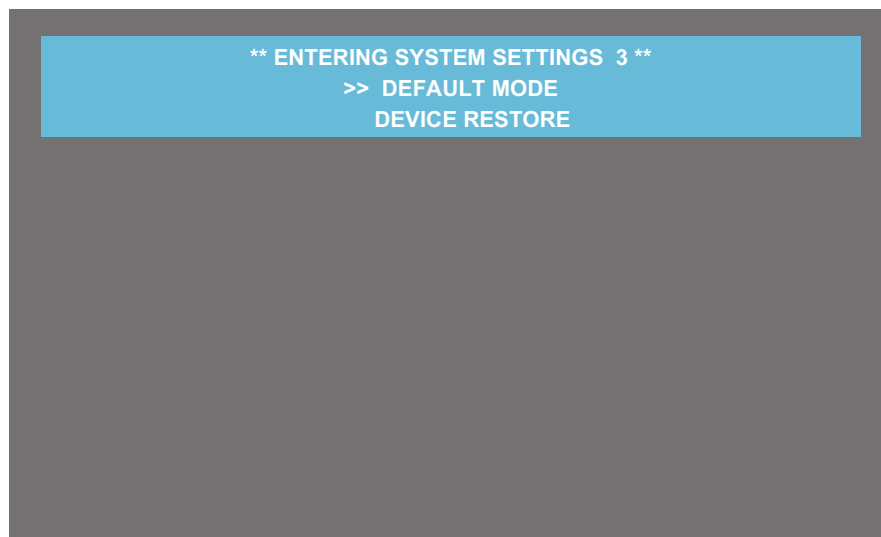 ** ENTERING SYSTEM SETTINGS 3 **
>> DEFAULT MODE
DEVICE RESTORE